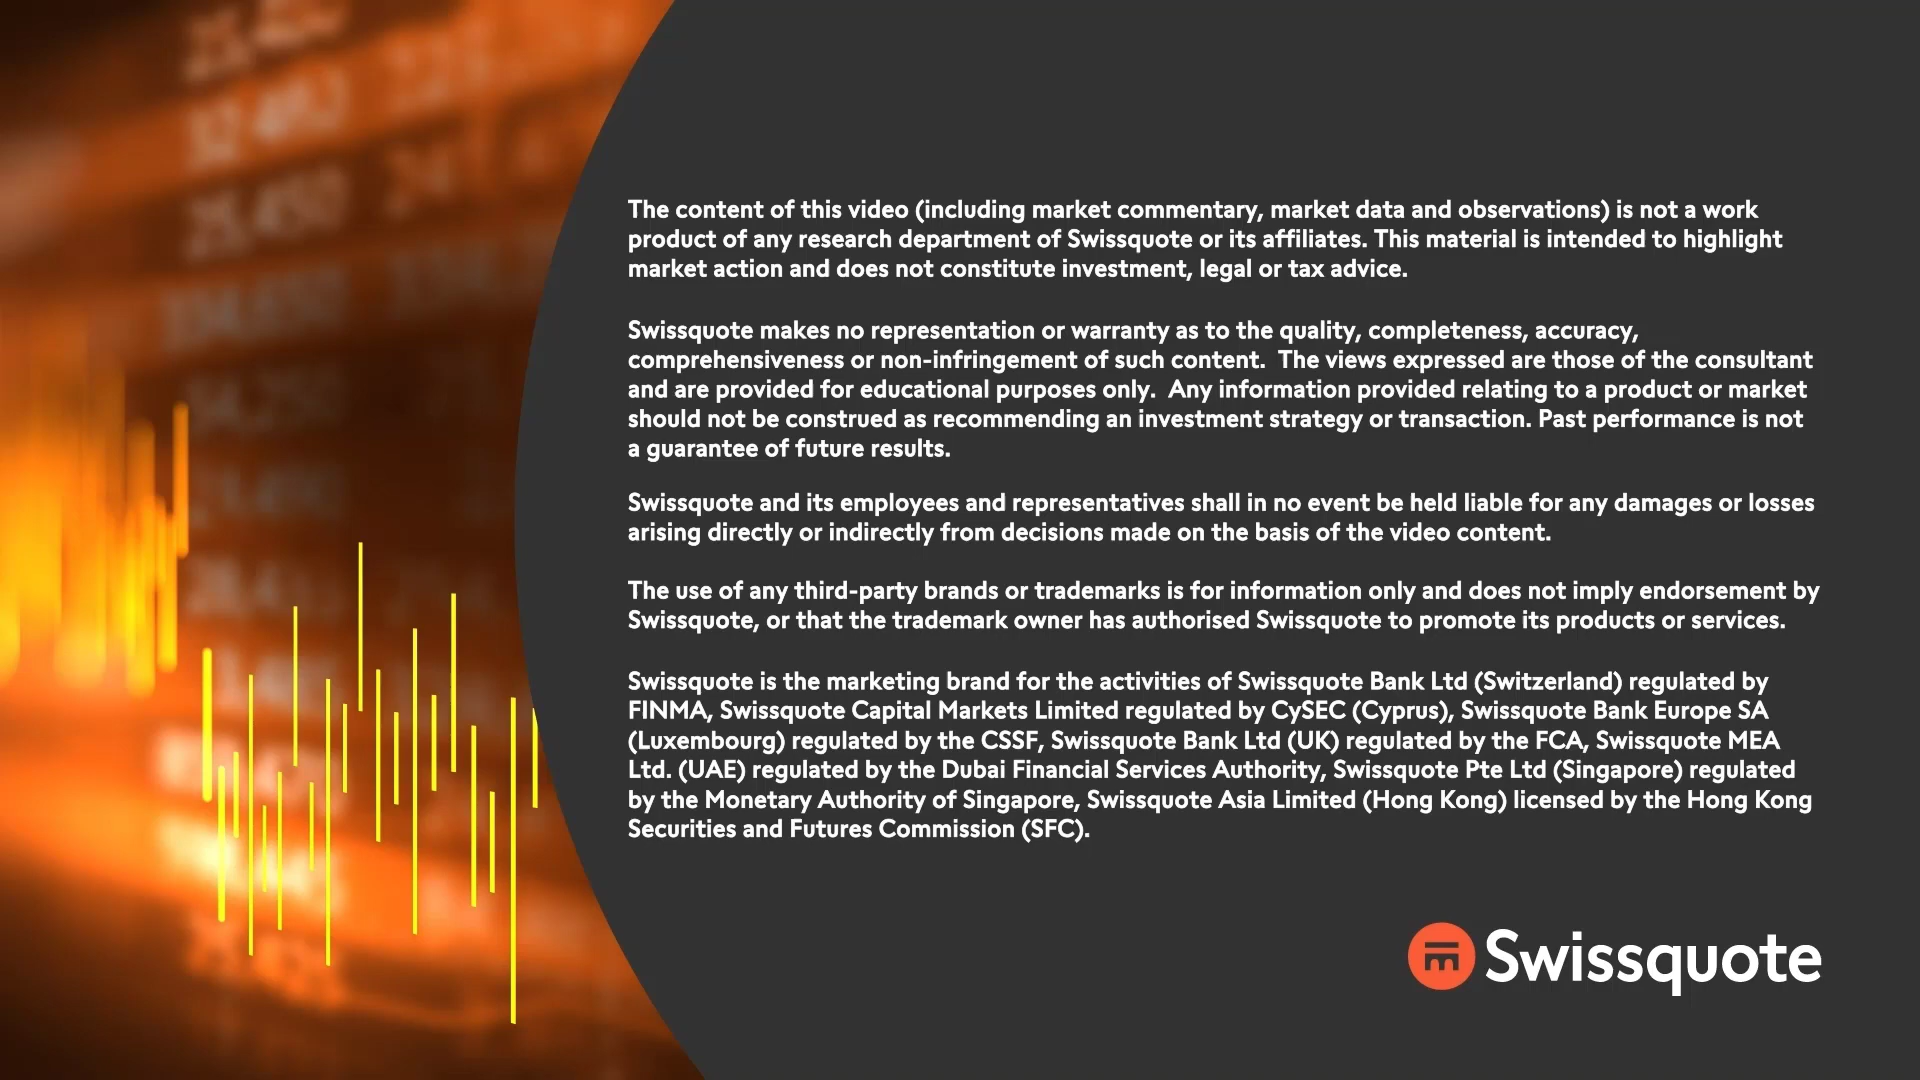 The content of this video (including market commentary, market data and observations) is not a work
product of any research department of Swissquote or its affiliates. This material is intended to highlight
market action and does not constitute investment, legal or tax advice.
Swissquote makes no representation or warranty as to the quality, completeness, accuracy,
comprehensiveness or non-infringement of such content.  The views expressed are those of the consultant
and are provided for educational purposes only.  Any information provided relating to a product or market
should not be construed as recommending an investment strategy or transaction. Past performance is not
a guarantee of future results.
Swissquote and its employees and representatives shall in no event be held liable for any damages or losses
arising directly or indirectly from decisions made on the basis of the video content.
The use of any third-party brands or trademarks is for information only and does not imply endorsement by
Swissquote, or that the trademark owner has authorised Swissquote to promote its products or services.
Swissquote is the marketing brand for the activities of Swissquote Bank Ltd (Switzerland) regulated by
FINMA, Swissquote Capital Markets Limited regulated by CySEC (Cyprus), Swissquote Bank Europe SA
(Luxembourg) regulated by the CSSF, Swissquote Bank Ltd (UK) regulated by the FCA, Swissquote MEA
Ltd. (UAE) regulated by the Dubai Financial Services Authority, Swissquote Pte Ltd (Singapore) regulated
by the Monetary Authority of Singapore, Swissquote Asia Limited (Hong Kong) licensed by the Hong Kong
Securities and Futures Commission (SFC).
Swissquote